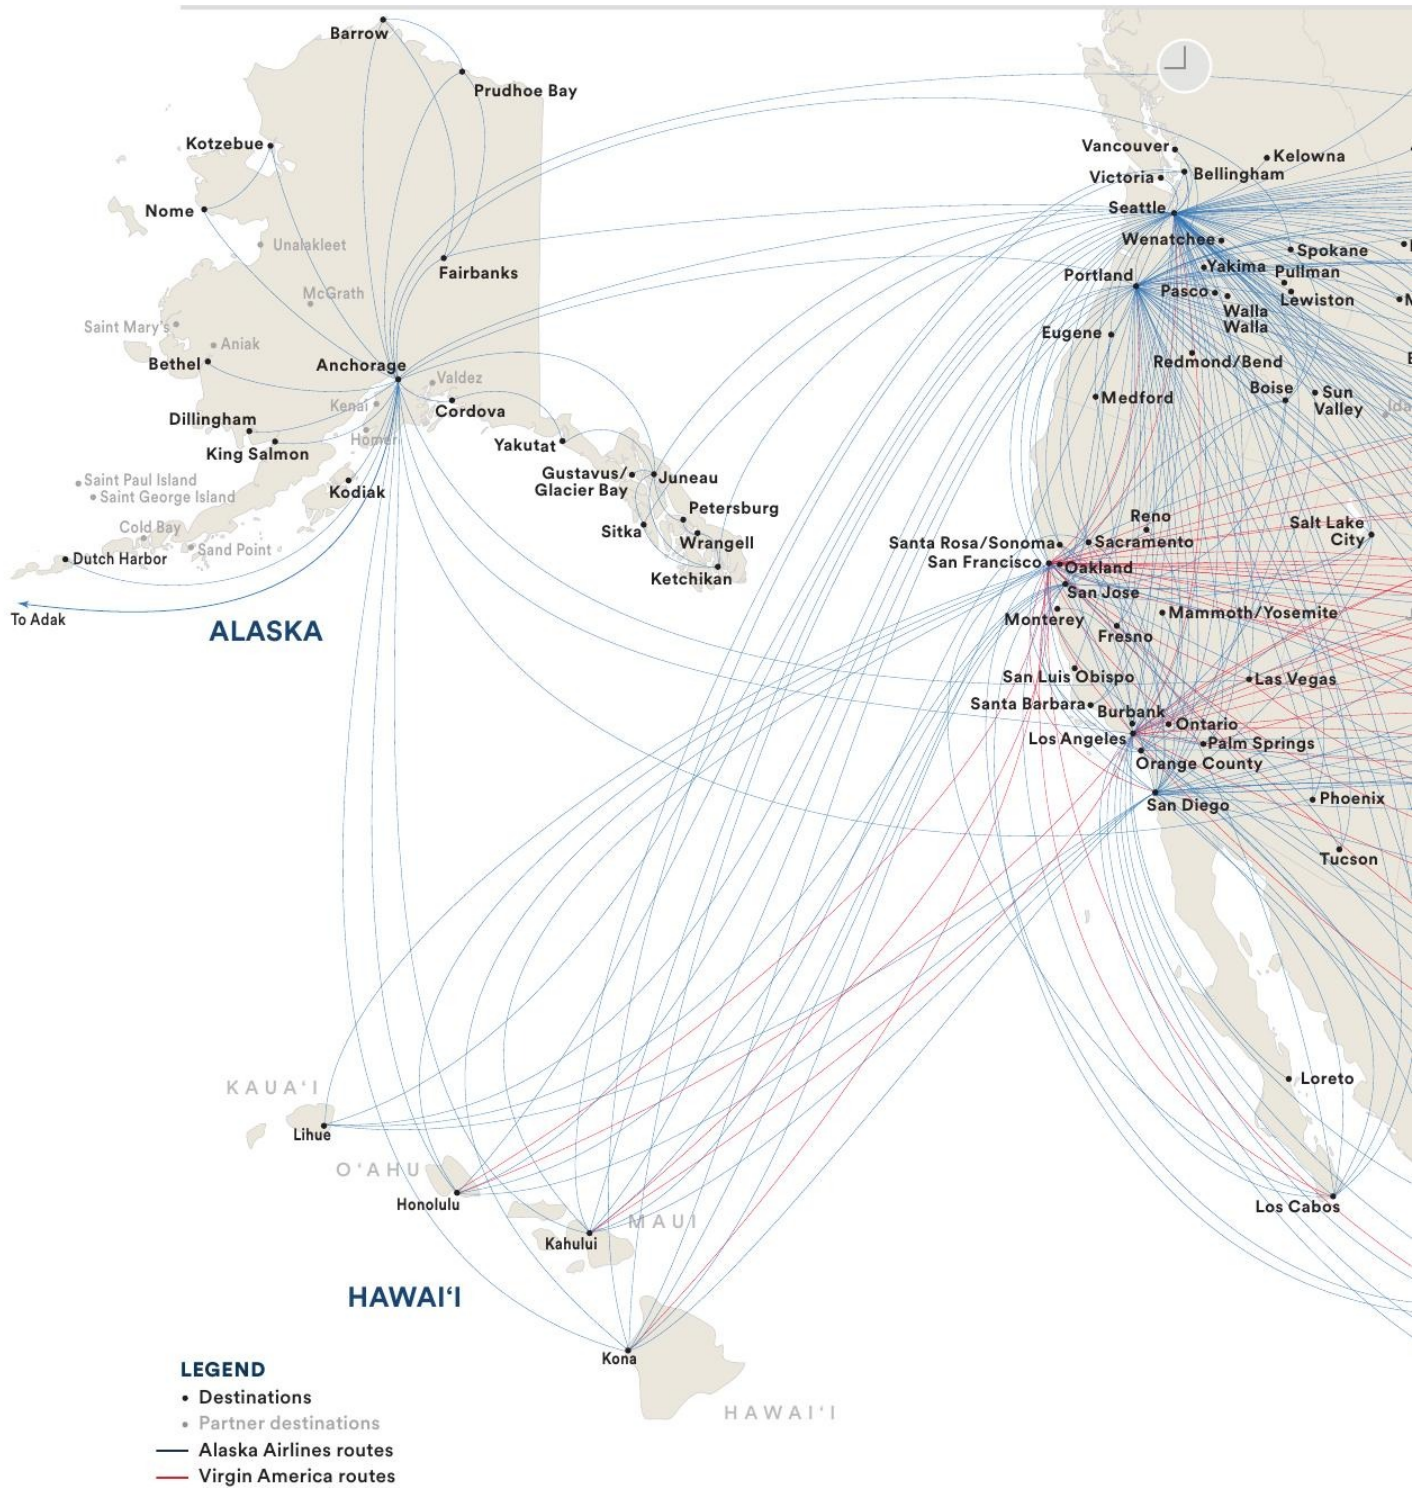 Barrow
Prudhoe Bay
Kotzebue
Nome
Unalakleet
Fairbanks
McGrath
Saint Mary's
Aniak
Bethel
Anchorage
Valdez
Kenai
Cordova
Dillingham
Homer
King Salmon
Yakutat
Saint Paul Island
Saint George Island
Kodiak
Gustavus/
Glacier Bay
Juneau
Petersburg
Sitka
Wrangell
Ketchikan
Cold Bay
Sand Point
Dutch Harbor
To Adak
ALASKA
Vancouver
Kelowna
Victoria
Bellingham
Seattle
Wenatchee
Spokane
Portland
Yakima
Pullman
Pasco
Lewiston
Walla
Walla
Eugene
Redmond/Bend
Boise
Sun
Valley
Medford
Ida
Reno
Salt Lake
City
Santa Rosa/Sonoma
Sacramento
San Francisco
Oakland
San Jose
Monterey
Mammoth/Yosemite
Fresno
San Luis Obispo
Las Vegas
Santa Barbara
Burbank
Ontario
Los Angeles
Palm Springs
Orange County
San Diego
Phoenix
Tucson
Loreto
Los Cabos
KAUA‘I
Lihue
O‘AHU
Honolulu
MAUI
Kahului
HAWAI‘I
Kona
HAWAI‘I
LEGEND
Destinations
Partner destinations
Alaska Airlines routes
Virgin America routes